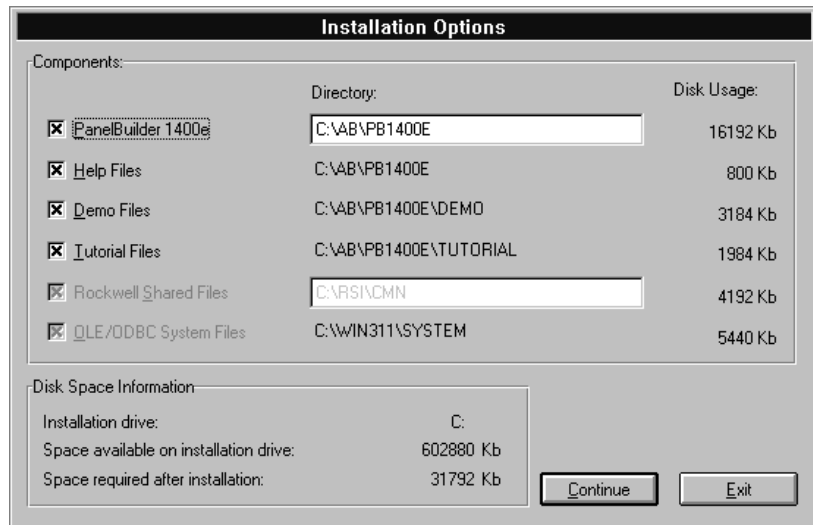 Installation Options
Components:
Directory: Disk Usage:
PanelBuilder 1400e C:\AB\PB1400E 16192 Kb
Help Files C:\AB\PB1400E 800 Kb
Demo Files C:\AB\PB1400E\DEMO 3184 Kb
Tutorial Files C:\AB\PB1400E\TUTORIAL 1984 Kb
Rockwell Shared Files C:\RSI\CMN 4192 Kb
OLE/ODBC System Files C:\WIN311\SYSTEM 5440 Kb
Disk Space Information
Installation drive: C:
Space available on installation drive: 602880 Kb
Space required after installation: 31792 Kb
Continue Exit